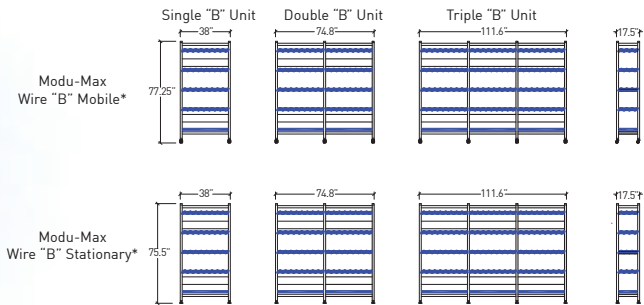 Single “B” Unit Double “B” Unit Triple “B” Unit
38” 74.8” 111.6” 17.5”
Modu-Max
Wire “B” Mobile*
77.25”
38” 74.8” 111.6” 17.5”
Modu-Max
Wire “B” Stationary*
75.5”